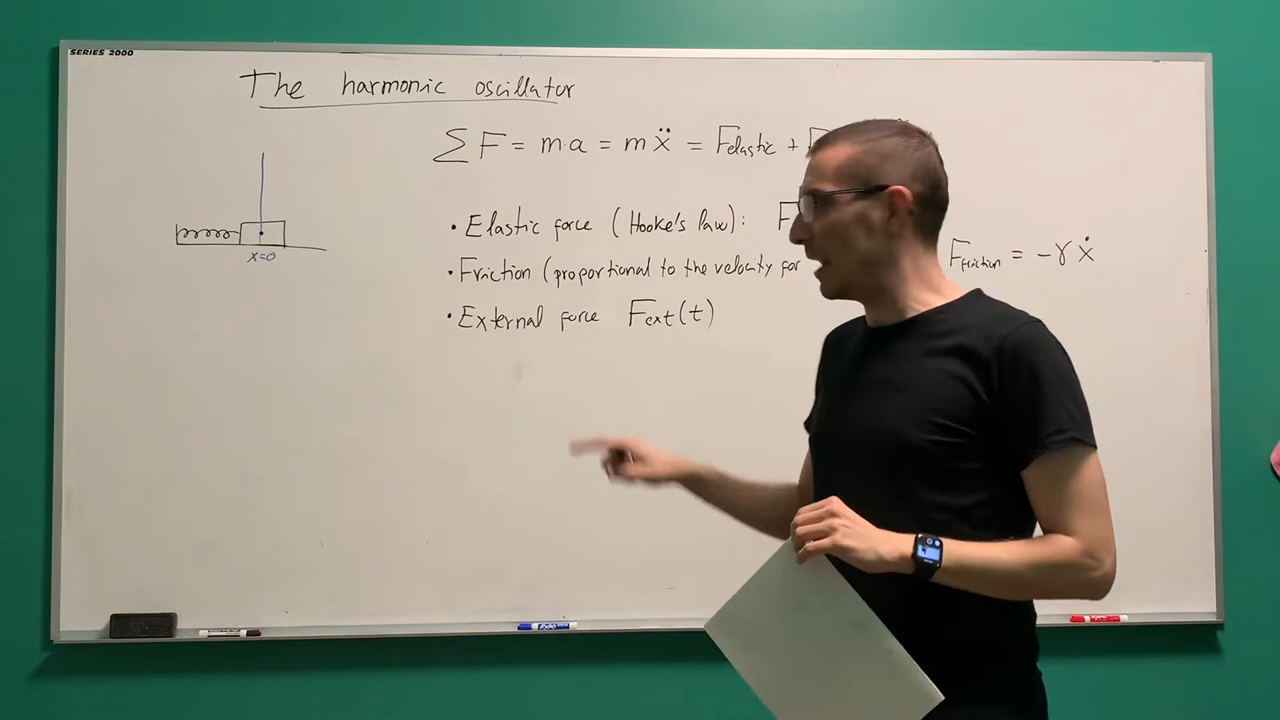 SERIES 2000
The harmonic oscillator
∑F = m·a = mẍ = Felastic +
• Elastic force (Hooke's law): F
• Friction (proportional to the velocity for Ffriction = -γẋ
• External force Fext(t)
x=0
EXPO